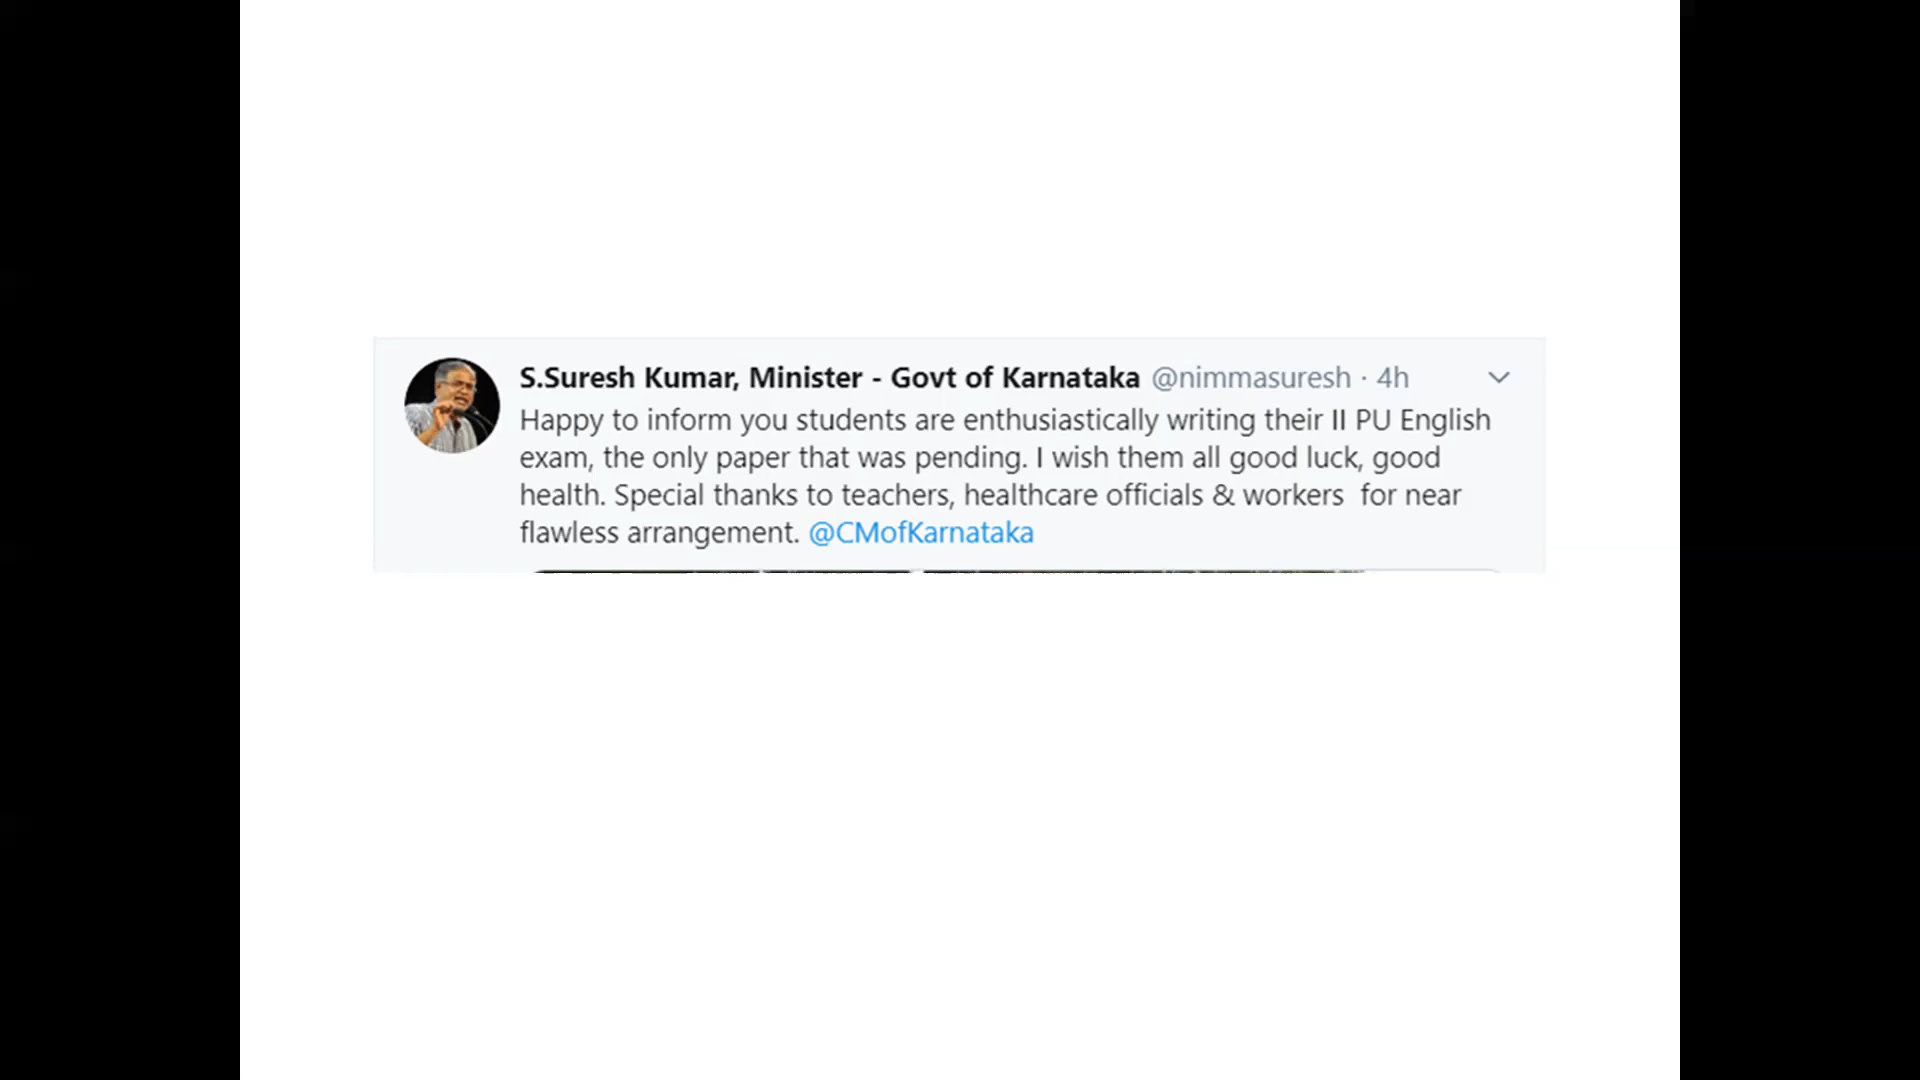 S.Suresh Kumar, Minister - Govt of Karnataka @nimmasuresh · 4h
Happy to inform you students are enthusiastically writing their II PU English
exam, the only paper that was pending. I wish them all good luck, good
health. Special thanks to teachers, healthcare officials & workers  for near
flawless arrangement. @CMofKarnataka